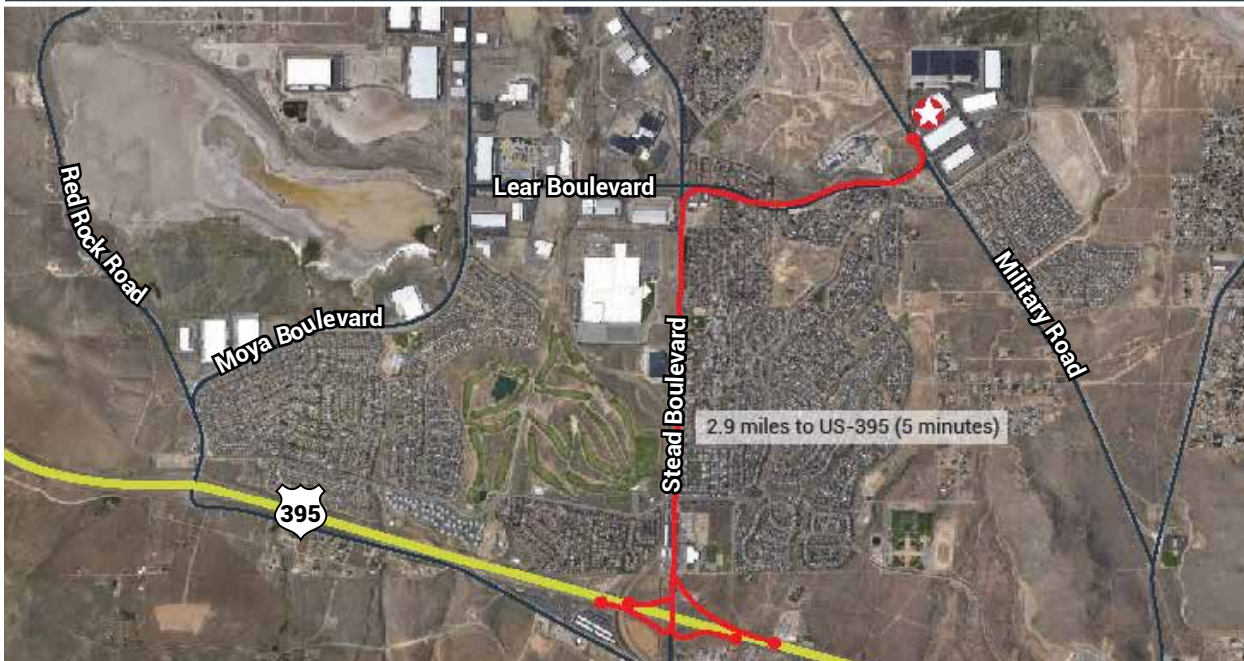 Lear Boulevard
Red Rock Road
Military Road
Moya Boulevard
Stead Boulevard
2.9 miles to US-395 (5 minutes)
395